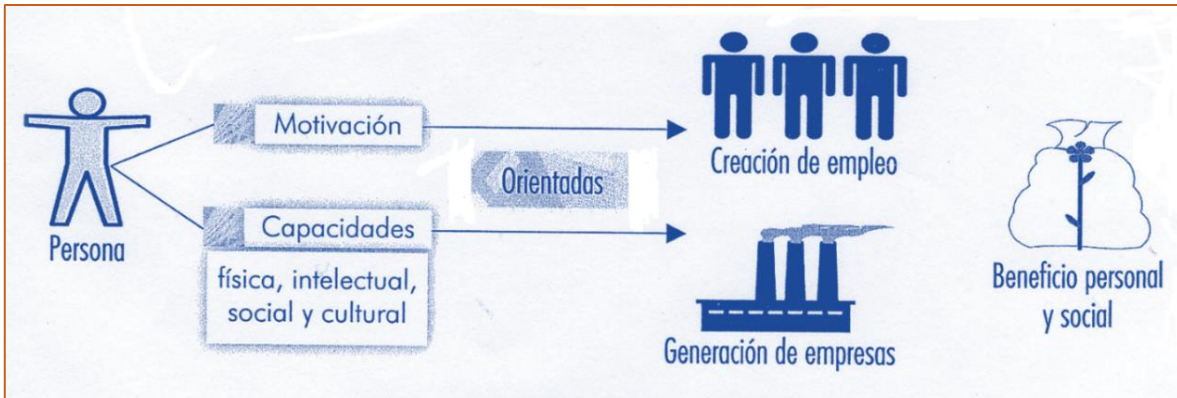 Persona
Motivación
Capacidades
física, intelectual,
social y cultural
Orientadas
Creación de empleo
Generación de empresas
Beneficio personal
y social